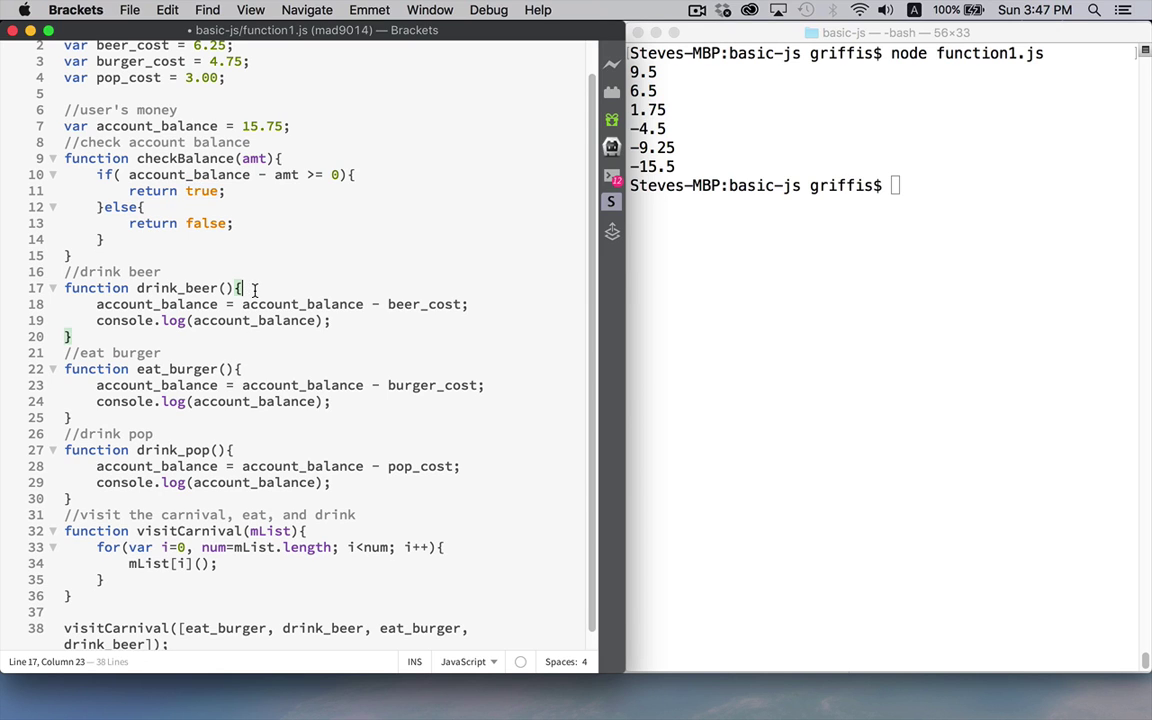 Brackets File Edit Find View Navigate Emmet Window Debug Help A 100% Sun 3:47 PM
• basic-js/function1.js (mad9014) — Brackets
basic-js — -bash — 56×33
2 var beer_cost = 6.25;
3 var burger_cost = 4.75;
4 var pop_cost = 3.00;
5
6 //user's money
7 var account_balance = 15.75;
8 //check account balance
9 function checkBalance(amt){
10 if( account_balance - amt >= 0){
11 return true;
12 }else{
13 return false;
14 }
15 }
16 //drink beer
17 function drink_beer(){
18 account_balance = account_balance - beer_cost;
19 console.log(account_balance);
20 }
21 //eat burger
22 function eat_burger(){
23 account_balance = account_balance - burger_cost;
24 console.log(account_balance);
25 }
26 //drink pop
27 function drink_pop(){
28 account_balance = account_balance - pop_cost;
29 console.log(account_balance);
30 }
31 //visit the carnival, eat, and drink
32 function visitCarnival(mList){
33 for(var i=0, num=mList.length; i<num; i++){
34 mList[i]();
35 }
36 }
37
38 visitCarnival([eat_burger, drink_beer, eat_burger,
drink_beer]);
Line 17, Column 23 — 38 Lines
INS JavaScript Spaces: 4
12
S
Steves-MBP:basic-js griffis$ node function1.js
9.5
6.5
1.75
-4.5
-9.25
-15.5
Steves-MBP:basic-js griffis$